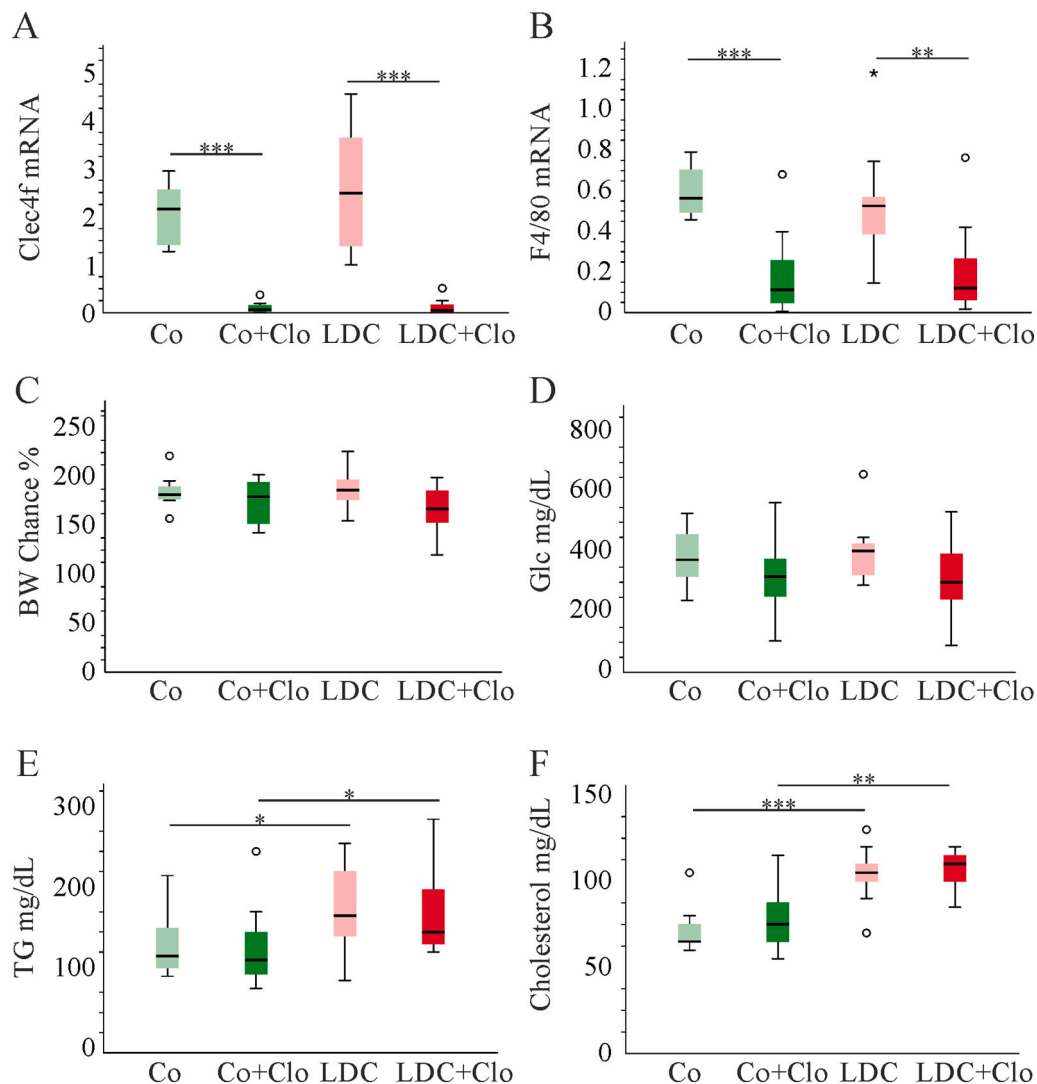 A
Clec4f mRNA
5
4
3
2
1
0
***
***
Co
Co+Clo
LDC
LDC+Clo
B
F4/80 mRNA
1.2
1.0
0.8
0.6
0.4
0.2
0
***
**
*
Co
Co+Clo
LDC
LDC+Clo
C
BW Chance %
250
200
150
100
50
0
Co
Co+Clo
LDC
LDC+Clo
D
Glc mg/dL
800
600
400
200
0
Co
Co+Clo
LDC
LDC+Clo
E
TG mg/dL
300
200
100
0
*
*
Co
Co+Clo
LDC
LDC+Clo
F
Cholesterol mg/dL
150
100
50
0
***
**
Co
Co+Clo
LDC
LDC+Clo